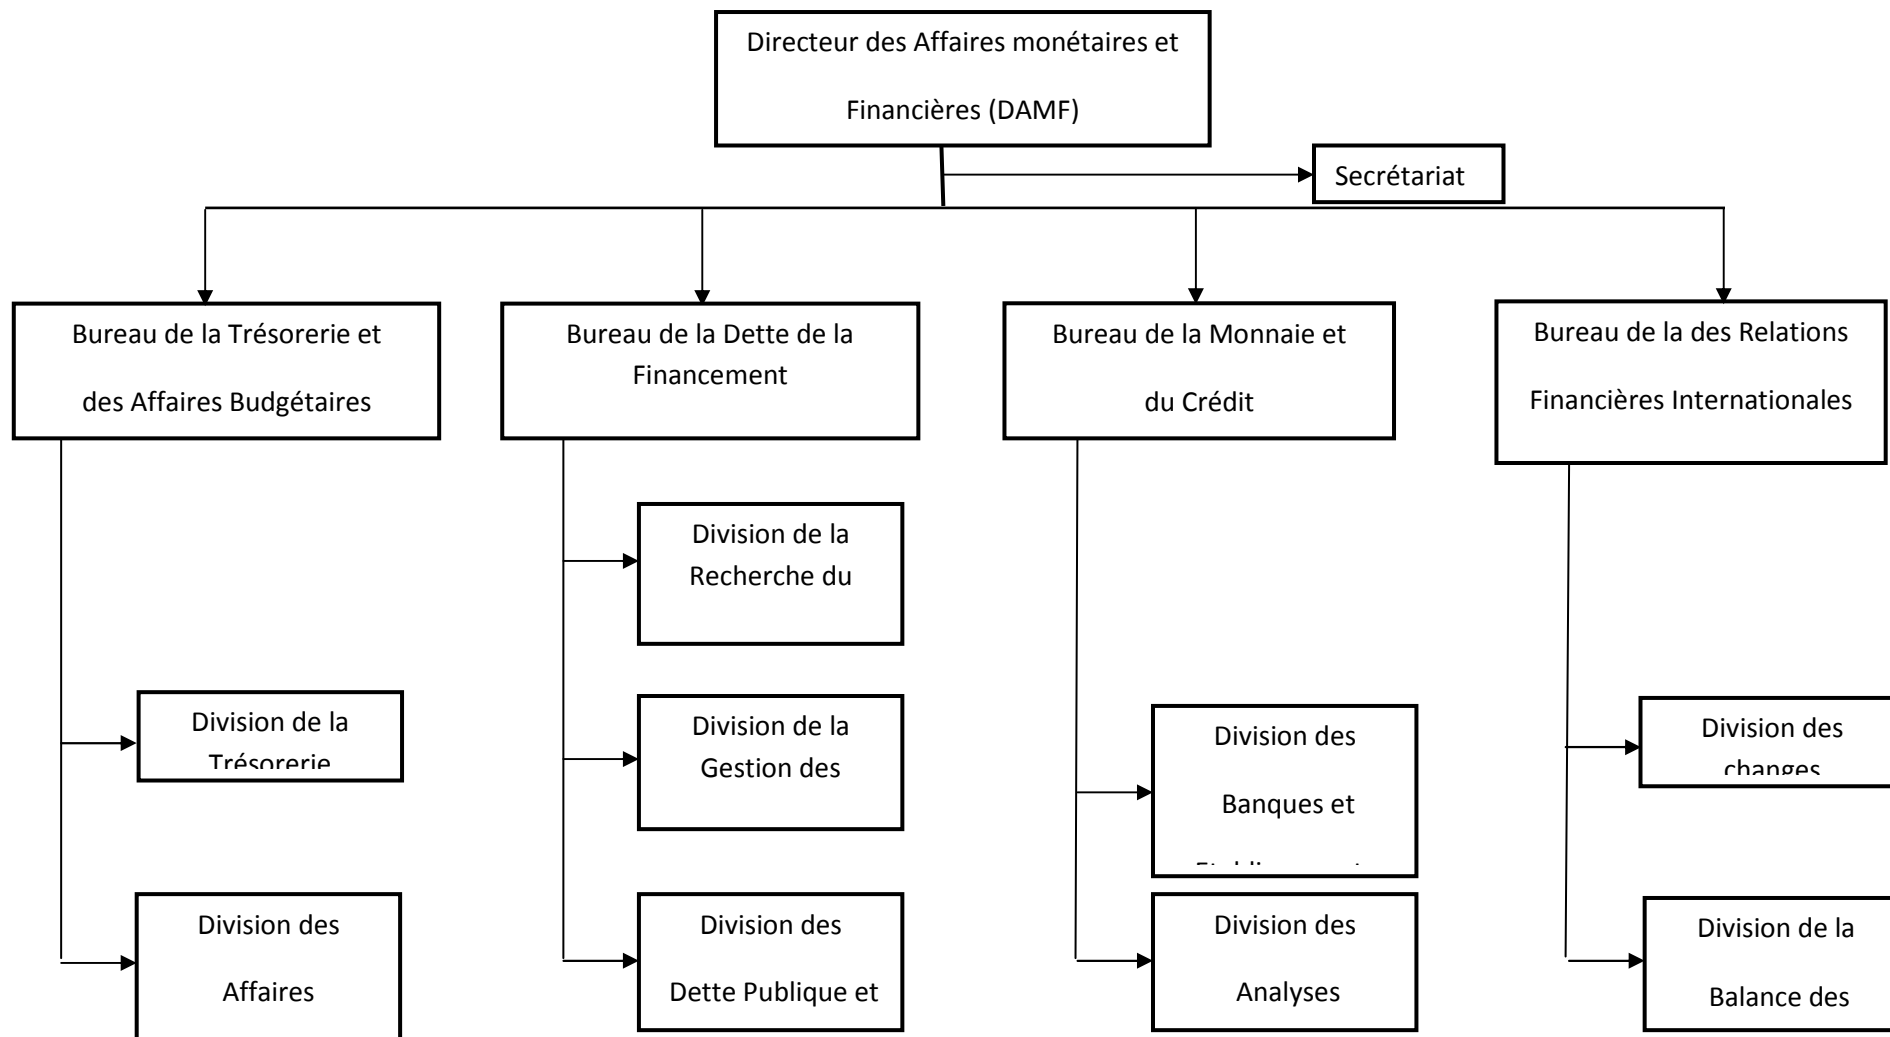 Directeur des Affaires monétaires et
Financières (DAMF)
Secrétariat
Bureau de la Trésorerie et
des Affaires Budgétaires
Bureau de la Dette de la
Financement
Bureau de la Monnaie et
du Crédit
Bureau de la des Relations
Financières Internationales
Division de la
Recherche du
Division de la
Trésorerie
Division de la
Gestion des
Division des
Banques et
Division des
changes
Division des
Affaires
Division des
Dette Publique et
Division des
Analyses
Division de la
Balance des